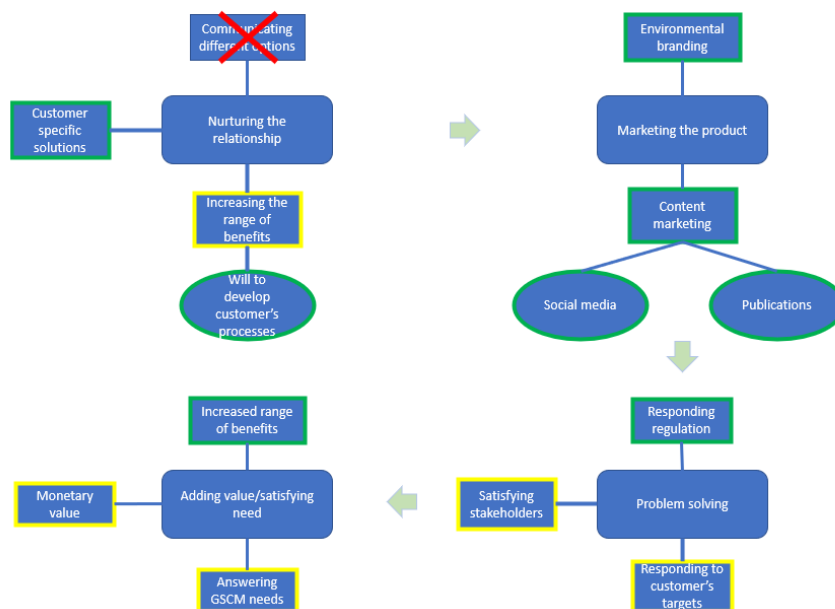 Communicating
different options
Customer
specific
solutions
Nurturing the
relationship
Increasing the
range of
benefits
Will to
develop
customer's
processes
Environmental
branding
Marketing the product
Content
marketing
Social media
Publications
Increased range
of benefits
Monetary
value
Adding value/satisfying
need
Answering
GSCM needs
Responding
regulation
Satisfying
stakeholders
Problem solving
Responding to
customer's
targets